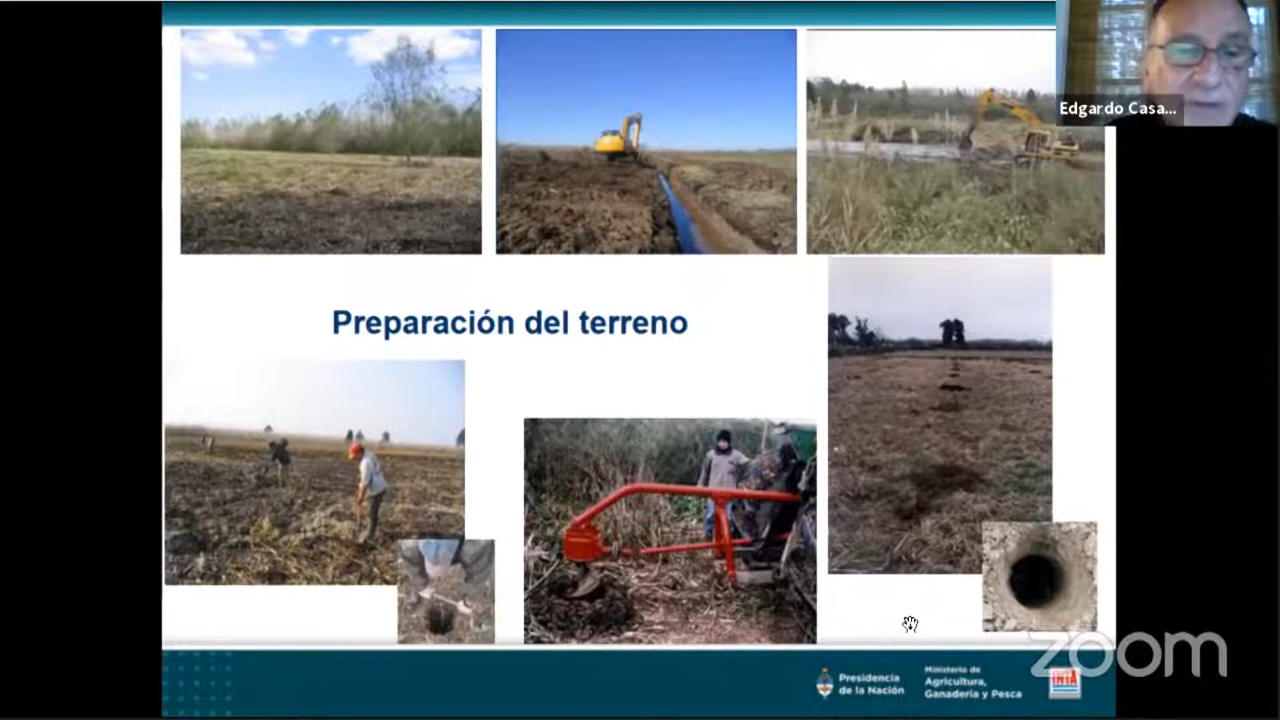 Edgardo Casa...
Preparación del terreno
Presidencia
de la Nación
Ministerio de
Agricultura,
Ganadería y Pesca
INTA
zoom